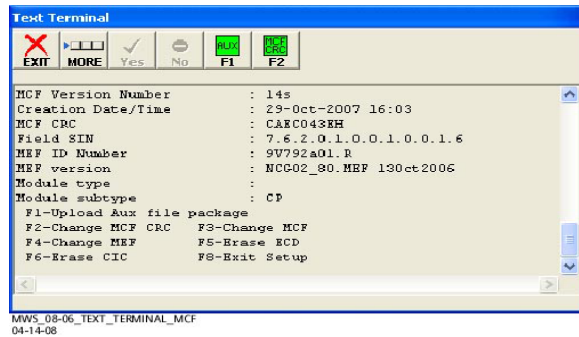 Text Terminal
EXIT MORE Yes No AUX F1 MCF CRC F2
MCF Version Number : 14s
Creation Date/Time : 29-Oct-2007 16:03
MCF CRC : CAEC043EH
Field SIN : 7.6.2.0.1.0.0.1.0.0.1.6
MEF ID Number : 9V792a01.R
MEF version : NCG02_80.MEF 13Oct2006
Module type :
Module subtype : CP
F1-Upload Aux file package
F2-Change MCF CRC F3-Change MCF
F4-Change MEF F5-Erase ECD
F6-Erase CIC F8-Exit Setup
MWS_08-06_TEXT_TERMINAL_MCF
04-14-08